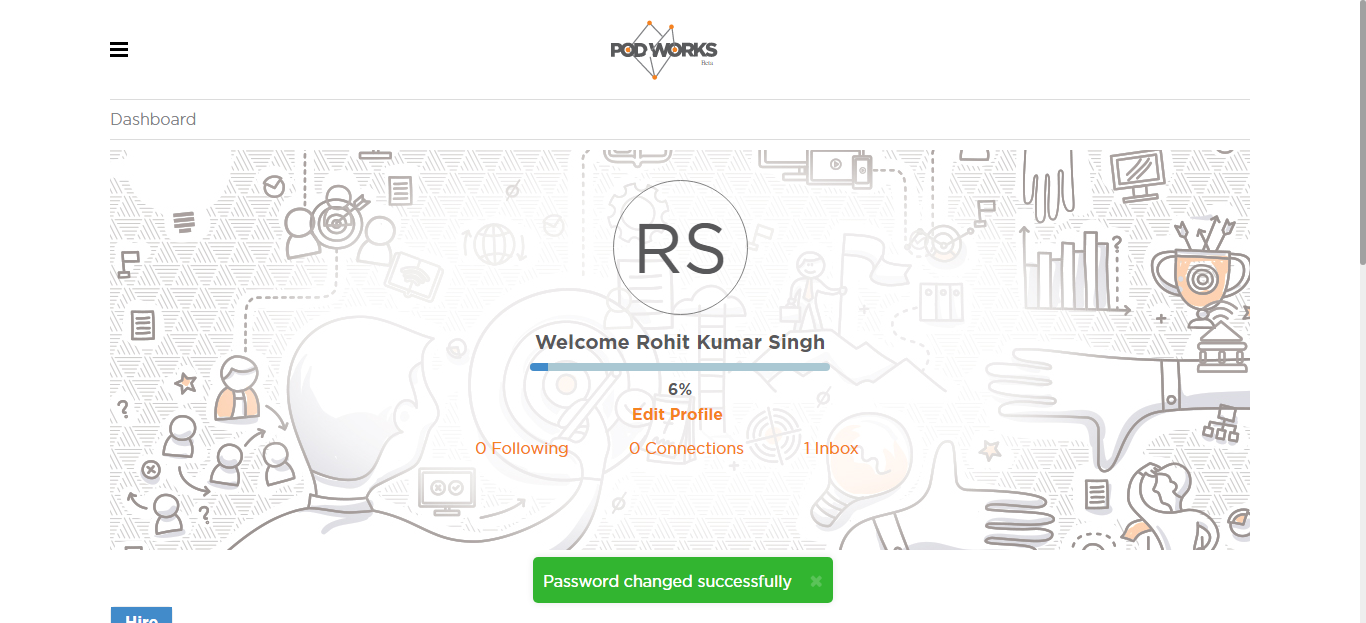 POD WORKS
Beta
Dashboard
RS
Welcome Rohit Kumar Singh
6%
Edit Profile
0 Following
0 Connections
1 Inbox
Password changed successfully
Hire